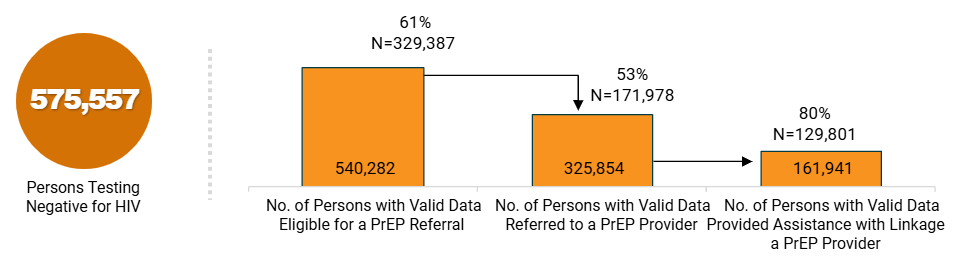 575,557
Persons Testing
Negative for HIV
61%
N=329,387
540,282
No. of Persons with Valid Data
Eligible for a PrEP Referral
53%
N=171,978
325,854
No. of Persons with Valid Data
Referred to a PrEP Provider
80%
N=129,801
161,941
No. of Persons with Valid Data
Provided Assistance with Linkage
a PrEP Provider